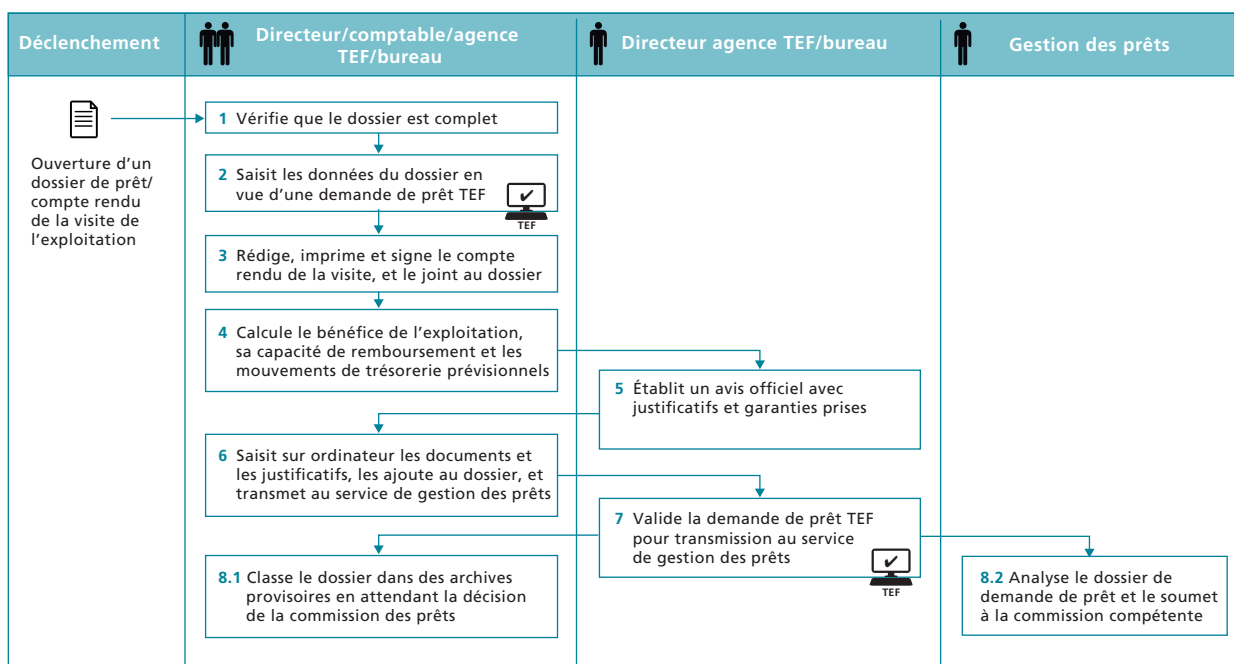 Déclenchement
Directeur/comptable/agence
TEF/bureau
Directeur agence TEF/bureau
Gestion des prêts
Ouverture d’un
dossier de prêt/
compte rendu
de la visite de
l’exploitation
1 Vérifie que le dossier est complet
2 Saisit les données du dossier en
vue d’une demande de prêt TEF
TEF
3 Rédige, imprime et signe le compte
rendu de la visite, et le joint au dossier
4 Calcule le bénéfice de l’exploitation,
sa capacité de remboursement et les
mouvements de trésorerie prévisionnels
5 Établit un avis officiel avec
justificatifs et garanties prises
6 Saisit sur ordinateur les documents et
les justificatifs, les ajoute au dossier, et
transmet au service de gestion des prêts
7 Valide la demande de prêt TEF
pour transmission au service
de gestion des prêts
TEF
8.1 Classe le dossier dans des archives
provisoires en attendant la décision
de la commission des prêts
8.2 Analyse le dossier de
demande de prêt et le soumet
à la commission compétente